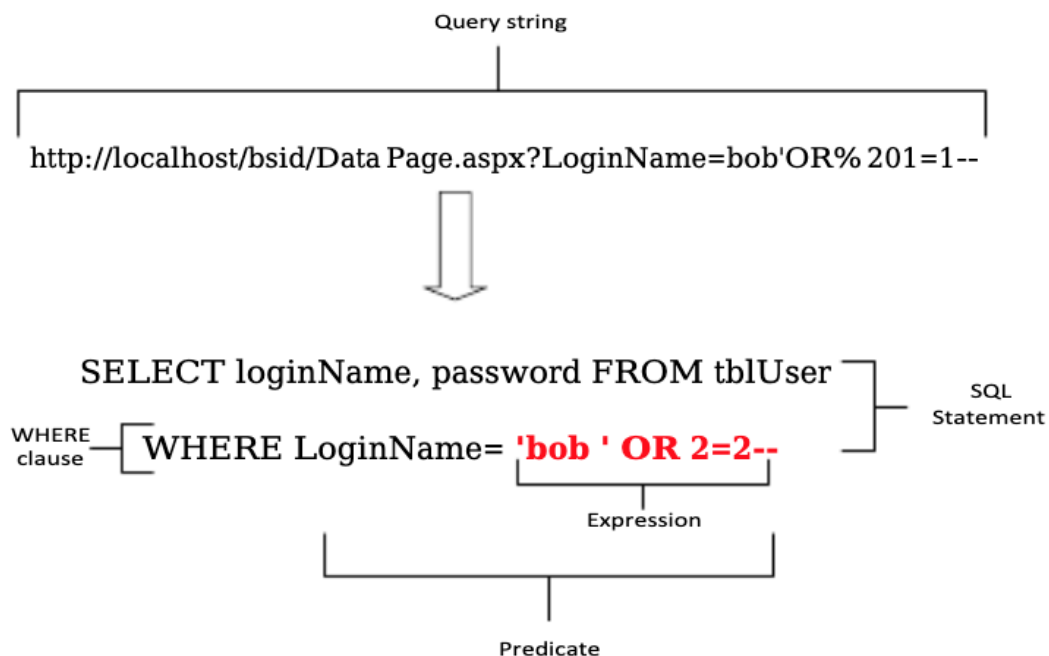 Query string
http://localhost/bsid/Data Page.aspx?LoginName=bob'OR% 201=1--
SELECT loginName, password FROM tblUser
SQL
Statement
WHERE
clause
WHERE LoginName= 'bob ' OR 2=2--
Expression
Predicate